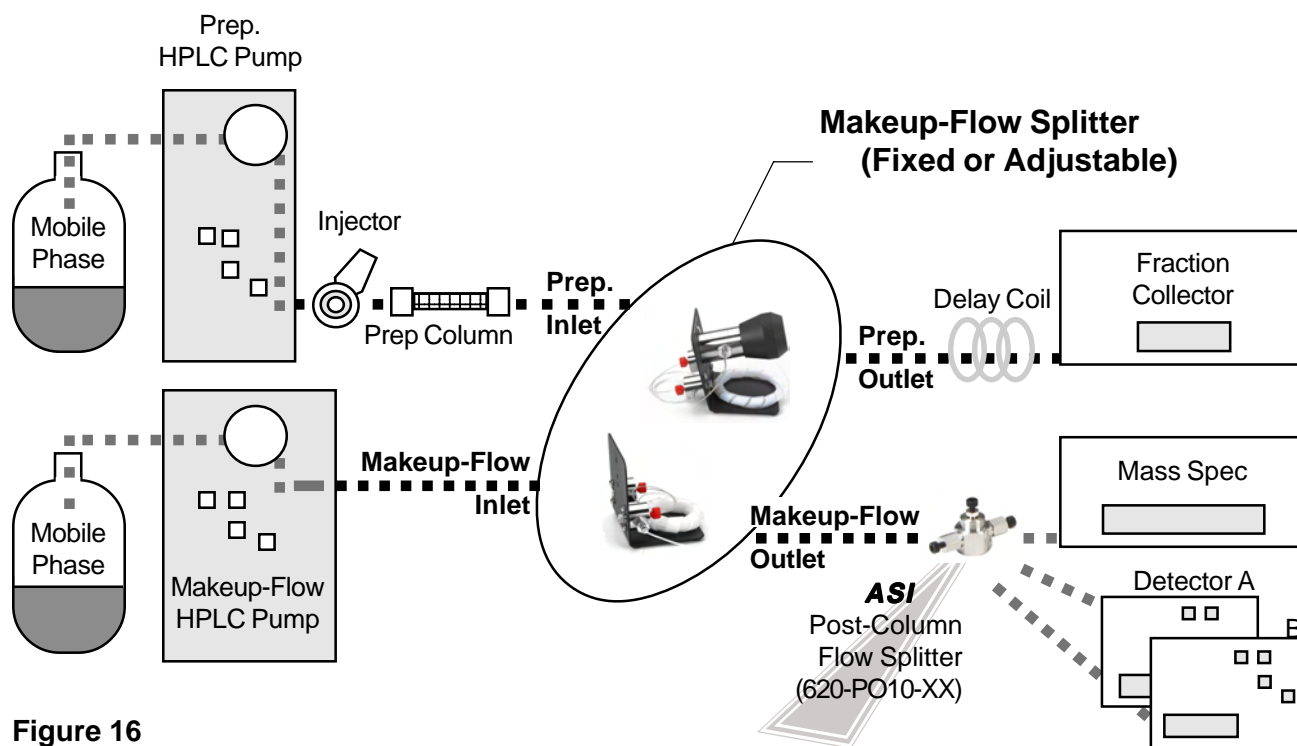 Prep.
HPLC Pump
Makeup-Flow Splitter
(Fixed or Adjustable)
Mobile
Phase
Injector
Prep Column
Prep.
Inlet
Delay Coil
Fraction
Collector
Prep.
Outlet
Mobile
Phase
Makeup-Flow
HPLC Pump
Makeup-Flow
Inlet
Makeup-Flow
Outlet
Mass Spec
ASI
Post-Column
Flow Splitter
(620-PO10-XX)
Detector A
B
Figure 16